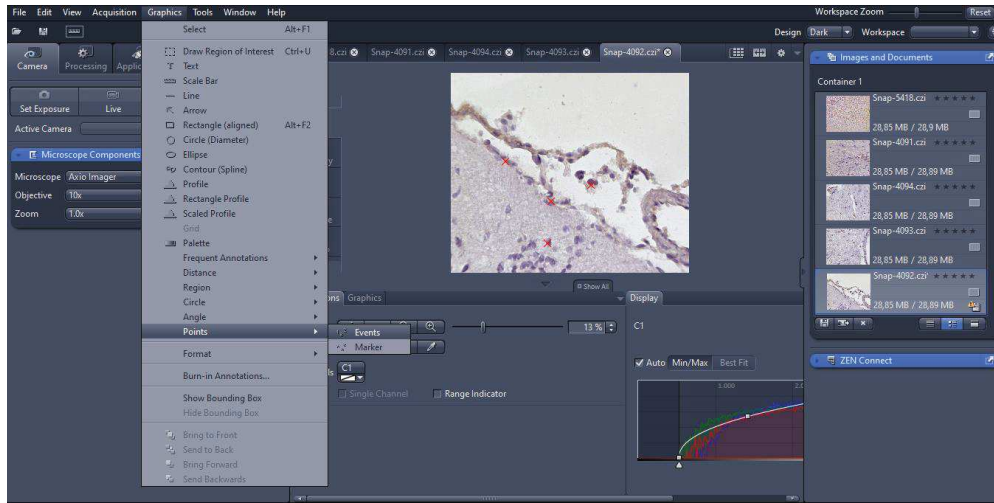 File Edit View Acquisition Graphics Tools Window Help
Workspace Zoom Reset
Design Dark Workspace
Camera Processing
Set Exposure Live
Active Camera
Microscope Components
Microscope Axio Imager
Objective 10x
Zoom 1.0x
Select Alt+F1
Draw Region of Interest Ctrl+U
Text
Scale Bar
Line
Arrow
Rectangle (aligned) Alt+F2
Circle (Diameter)
Ellipse
Contour (Spline)
Profile
Rectangle Profile
Scaled Profile
Grid
Palette
Frequent Annotations
Distance
Region
Circle
Angle
Points
Format
Burn-in Annotations...
Show Bounding Box
Hide Bounding Box
Bring to Front
Send to Back
Bring Forward
Send Backwards
Events
Marker
8.czi Snap-4091.czi Snap-4094.czi Snap-4093.czi Snap-4092.czi*
Show All
Graphics
13 %
C1
Single Channel Range Indicator
Display
C1
Auto Min/Max Best Fit
1.000
Images and Documents
Container 1
Snap-5418.czi
28,85 MB / 28,9 MB
Snap-4091.czi
28,85 MB / 28,89 MB
Snap-4094.czi
28,85 MB / 28,89 MB
Snap-4093.czi
28,85 MB / 28,89 MB
Snap-4092.czi*
28,85 MB / 28,89 MB
ZEN Connect